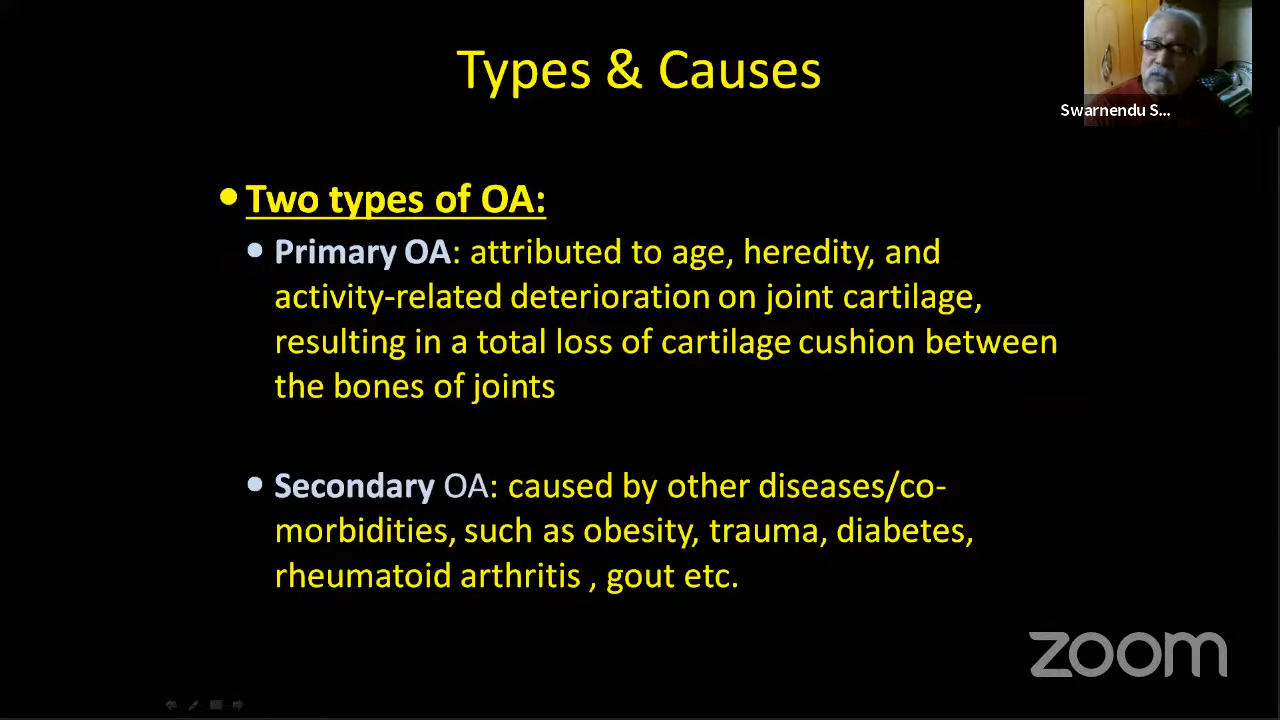 Types & Causes
Swarnendu S...
• Two types of OA:
• Primary OA: attributed to age, heredity, and
activity-related deterioration on joint cartilage,
resulting in a total loss of cartilage cushion between
the bones of joints
• Secondary OA: caused by other diseases/co-
morbidities, such as obesity, trauma, diabetes,
rheumatoid arthritis , gout etc.
zoom